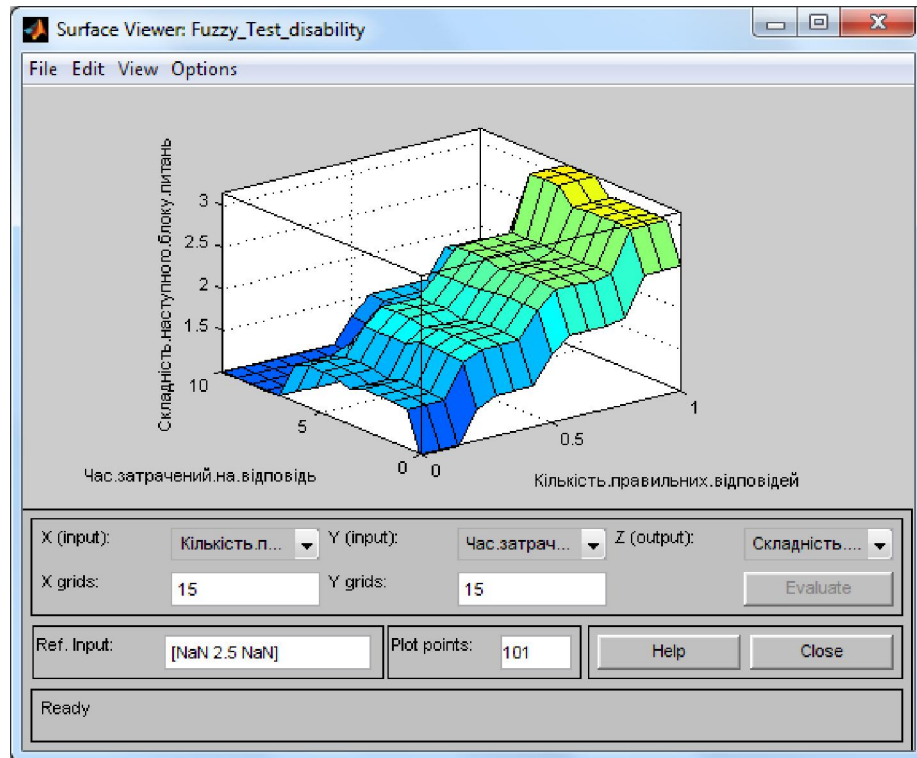 Surface Viewer: Fuzzy_Test_disability
File Edit View Options
Складність.наступного.блоку.питань
3
2.5
2
1.5
10
5
0
0
0.5
1
Час.затрачений.на.відповідь
Кількість.правильних.відповідей
X (input):
Кількість.п...
Y (input):
Час.затрач...
Z (output):
Складність....
X grids:
15
Y grids:
15
Evaluate
Ref. Input:
[NaN 2.5 NaN]
Plot points:
101
Help
Close
Ready